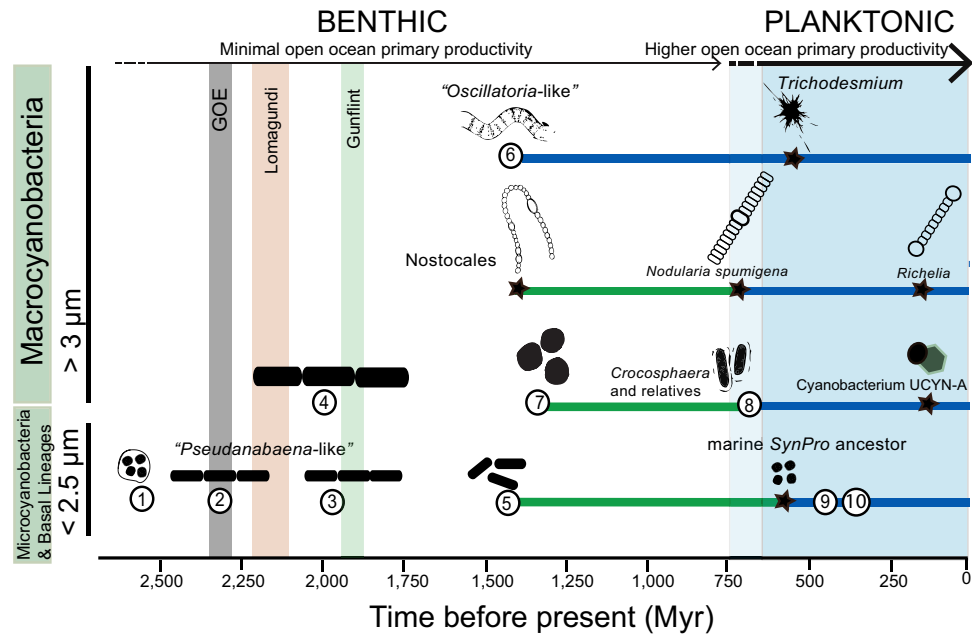 BENTHIC
PLANKTONIC
Minimal open ocean primary productivity
Higher open ocean primary productivity
Macrocyanobacteria
> 3 µm
Microcyanobacteria
& Basal Lineages
< 2.5 µm
GOE
Lomagundi
Gunflint
"Oscillatoria-like"
Trichodesmium
6
Nostocales
Nodularia spumigena
Richelia
Crocosphaera
and relatives
Cyanobacterium UCYN-A
4
7
8
"Pseudanabaena-like"
marine SynPro ancestor
1
2
3
5
9
10
2,500
2,250
2,000
1,750
1,500
1,250
1,000
750
500
250
0
Time before present (Myr)